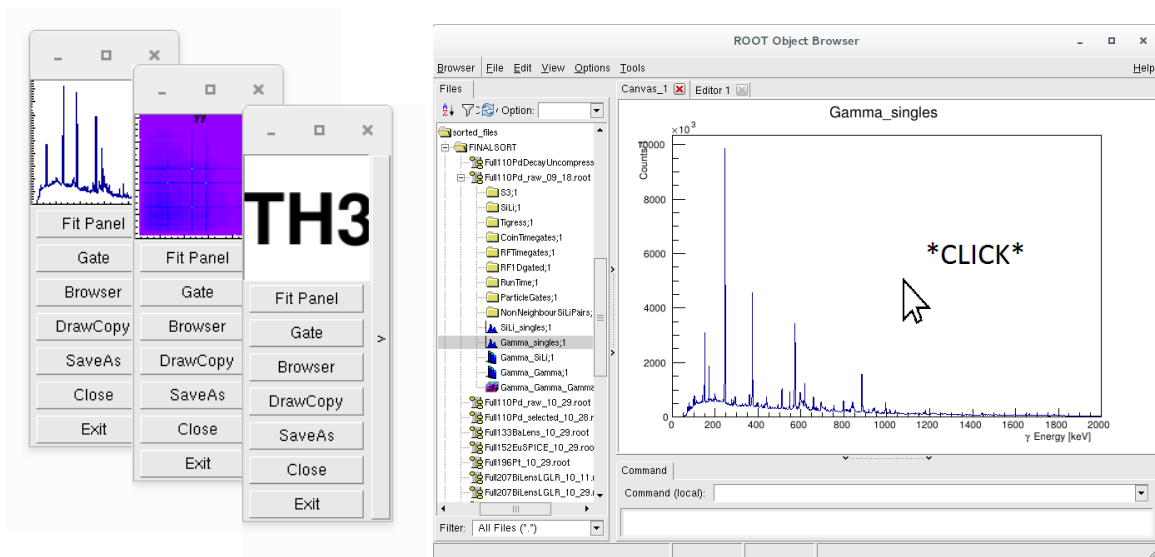 Fit Panel
Gate
Browser
DrawCopy
SaveAs
Close
Exit
γγ
Fit Panel
Gate
Browser
DrawCopy
SaveAs
Close
Exit
TH3
Fit Panel
Gate
Browser
DrawCopy
SaveAs
Close
Exit
>
ROOT Object Browser
Browser File Edit View Options Tools Help
Files
Option:
sorted_files
FINALSORT
Full110PdDecayUncompress
Full110Pd_raw_09_18.root
S3;1
SiLi;1
Tigress;1
CoinTimegates;1
RFTimegates;1
RF1Dgated;1
RunTime;1
ParticleGates;1
NonNeighbourSiLiPairs;
SiLi_singles;1
Gamma_singles;1
Gamma_SiLi;1
Gamma_Gamma;1
Gamma_Gamma_Gamma
Full110Pd_raw_10_29.root
Full110Pd_selected_10_28.r
Full133BaLens_10_29.root
Full152EuSPICE_10_29.roo
Full196Pt_10_29.root
Full207BiLensLGLR_10_11.r
Full207BiLensLGLR_10_29.r
Filter: All Files (*.*)
Canvas_1 Editor 1
Gamma_singles
×10³
Counts
10000
8000
6000
4000
2000
0
0 200 400 600 800 1000 1200 1400 1600 1800 2000
γ Energy [keV]
*CLICK*
Command
Command (local):